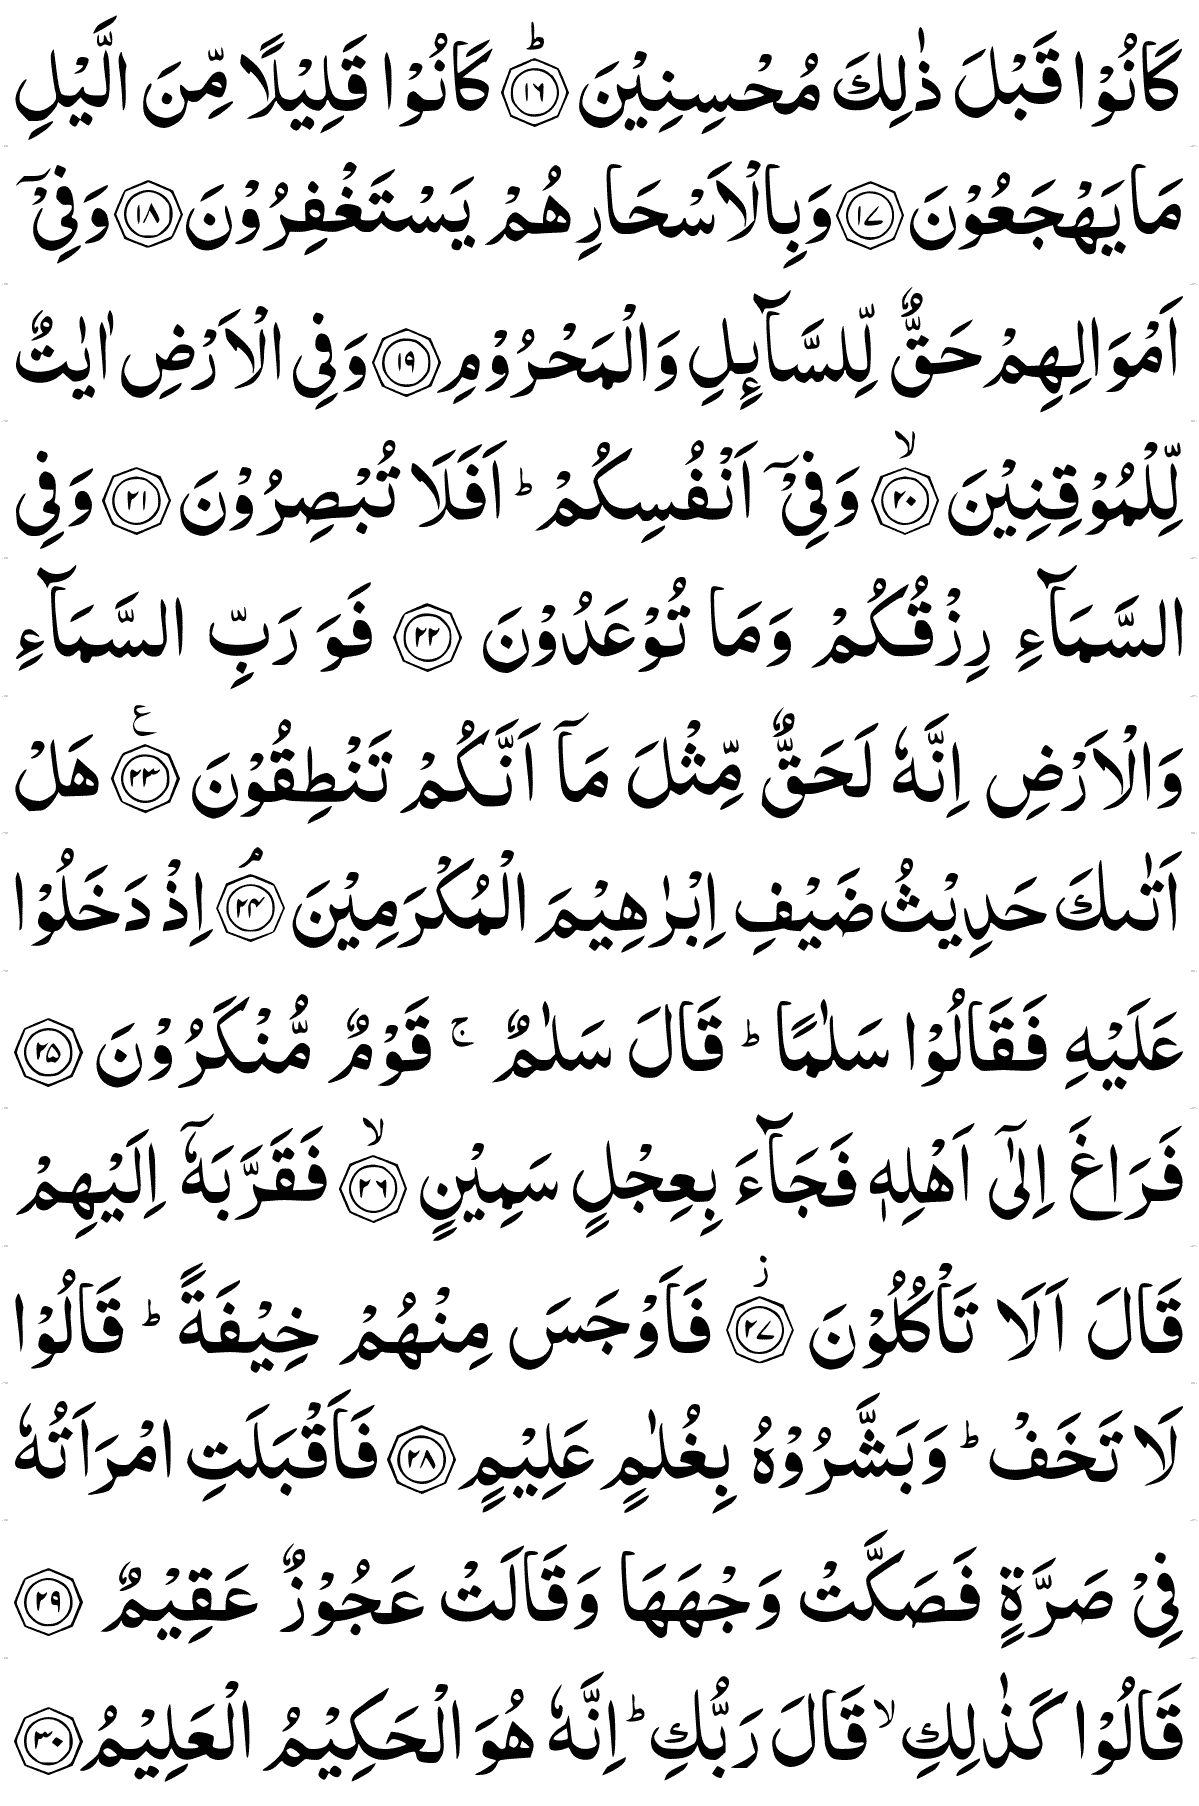 كَانُوْا قَبْلَ ذٰلِكَ مُحْسِنِيْنَ ؕ‏ ﴿۱۶﴾ كَانُوْا قَلِيْلًا مِّنَ الَّيْلِ
مَا يَهْجَعُوْنَ ﴿۱۷﴾ وَبِالْاَسْحَارِ هُمْ يَسْتَغْفِرُوْنَ ﴿۱۸﴾ وَفِىْۤ
اَمْوَالِهِمْ حَقٌّ لِّلسَّآٮِٕلِ وَالْمَحْرُوْمِ ﴿۱۹﴾ وَفِى الْاَرْضِ اٰيٰتٌ
لِّلْمُوْقِنِيْنَ ۙ ﴿۲۰﴾ وَفِىْۤ اَنْفُسِكُمْ ؕ اَفَلَا تُبْصِرُوْنَ ﴿۲۱﴾ وَفِى
السَّمَآءِ رِزْقُكُمْ وَمَا تُوْعَدُوْنَ ﴿۲۲﴾ فَوَرَبِّ السَّمَآءِ
وَالْاَرْضِ اِنَّهٗ لَحَقٌّ مِّثْلَ مَاۤ اَنَّكُمْ تَنْطِقُوْنَ ﴿۲۳﴾ ع هَلْ
اَتٰٮكَ حَدِيْثُ ضَيْفِ اِبْرٰهِيْمَ الْمُكْرَمِيْنَ‌ۘ ﴿۲۴﴾ اِذْ دَخَلُوْا
عَلَيْهِ فَقَالُوْا سَلٰمًا ؕ قَالَ سَلٰمٌ ۚ قَوْمٌ مُّنْكَرُوْنَ ﴿۲۵﴾
فَرَاغَ اِلٰٓى اَهْلِهٖ فَجَآءَ بِعِجْلٍ سَمِيْنٍ ۙ ﴿۲۶﴾ فَقَرَّبَهٗۤ اِلَيْهِمْ
قَالَ اَلَا تَاْكُلُوْنَ ز ﴿۲۷﴾ فَاَوْجَسَ مِنْهُمْ خِيْفَةً ؕ قَالُوْا
لَا تَخَفْ ؕ وَبَشَّرُوْهُ بِغُلٰمٍ عَلِيْمٍ ﴿۲۸﴾ فَاَقْبَلَتِ امْرَاَتُهٗ
فِىْ صَرَّةٍ فَصَكَّتْ وَجْهَهَا وَقَالَتْ عَجُوْزٌ عَقِيْمٌ ﴿۲۹﴾
قَالُوْا كَذٰلِكِ ۙ قَالَ رَبُّكِ ؕ اِنَّهٗ هُوَ الْحَكِيْمُ الْعَلِيْمُ ﴿۳۰﴾